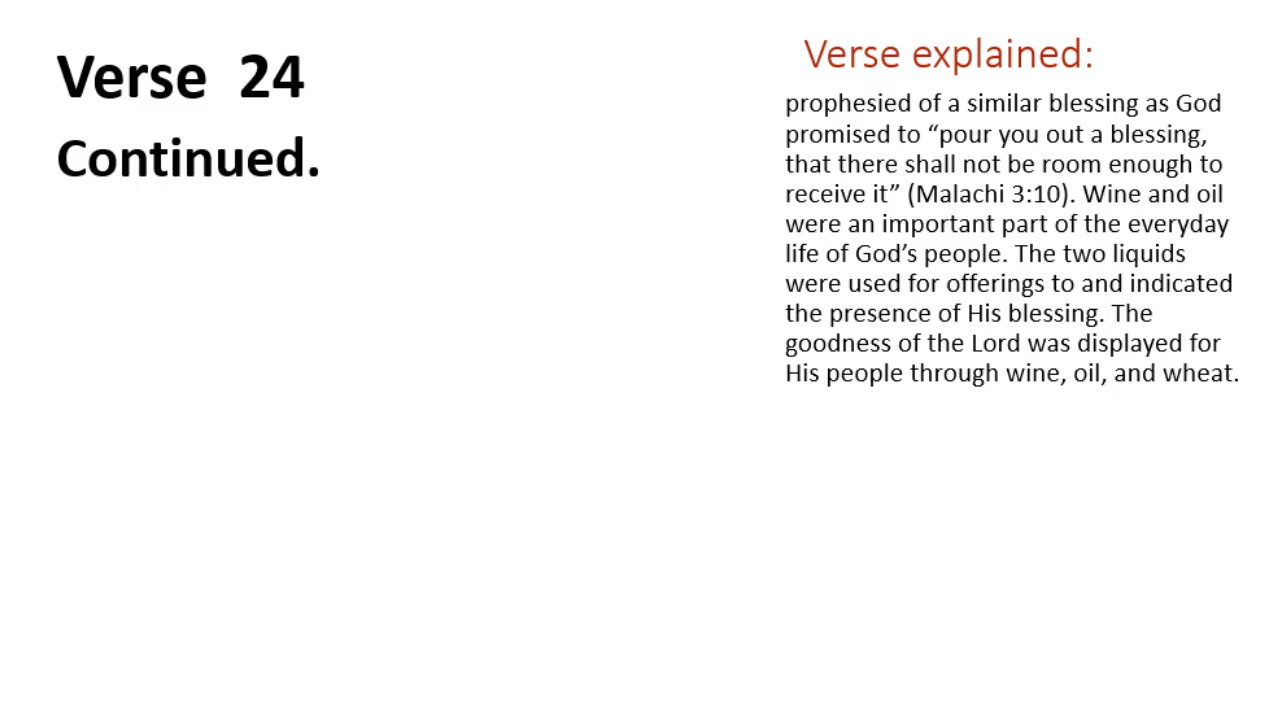 Verse 24
Continued.
Verse explained:
prophesied of a similar blessing as God
promised to “pour you out a blessing,
that there shall not be room enough to
receive it” (Malachi 3:10). Wine and oil
were an important part of the everyday
life of God’s people. The two liquids
were used for offerings to and indicated
the presence of His blessing. The
goodness of the Lord was displayed for
His people through wine, oil, and wheat.